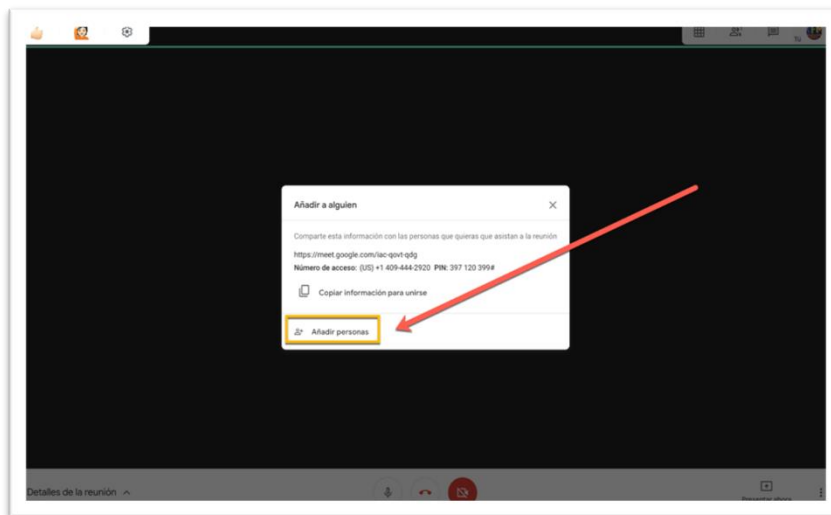 Añadir a alguien
Comparte esta información con las personas que quieras que asistan a la reunión
https://meet.google.com/iac-qovt-qdg
Número de acceso: (US) +1 409-444-2920 PIN: 397 120 399#
Copiar información para unirse
Añadir personas
Detalles de la reunión
Presentar ahora